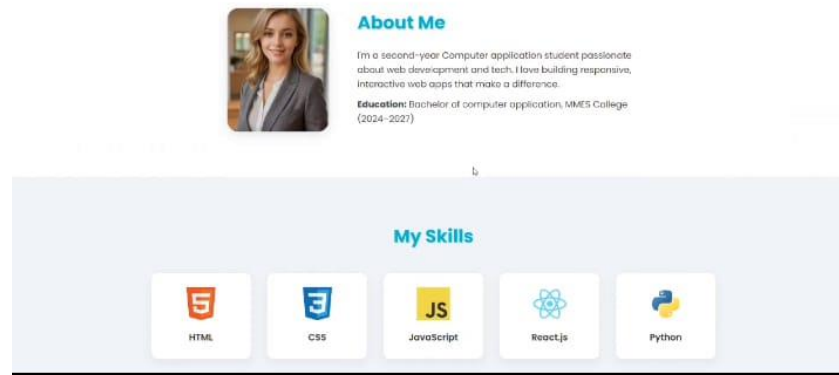 About Me
I'm a second-year Computer application student passionate
about web development and tech. I love building responsive,
interactive web apps that make a difference.
Education: Bachelor of computer application, MMES College
(2024-2027)
My Skills
5
3
JS
HTML
CSS
JavaScript
React.js
Python